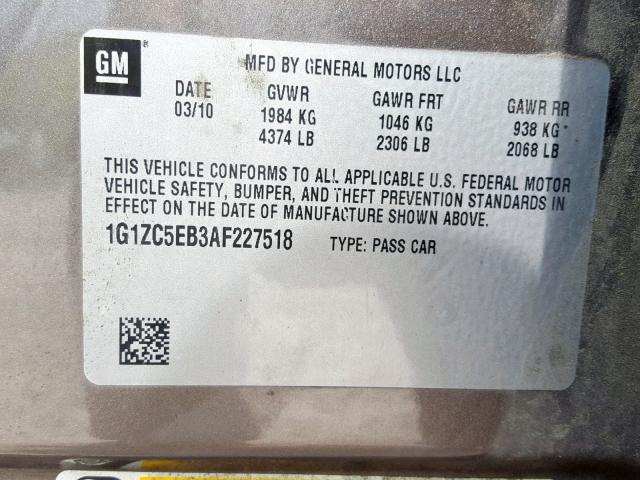 GM
MFD BY GENERAL MOTORS LLC
DATE GVWR GAWR FRT GAWR RR
03/10 1984 KG 1046 KG 938 KG
4374 LB 2306 LB 2068 LB
THIS VEHICLE CONFORMS TO ALL APPLICABLE U.S. FEDERAL MOTOR
VEHICLE SAFETY, BUMPER, AND THEFT PREVENTION STANDARDS IN
EFFECT ON THE DATE OF MANUFACTURE SHOWN ABOVE.
1G1ZC5EB3AF227518 TYPE: PASS CAR